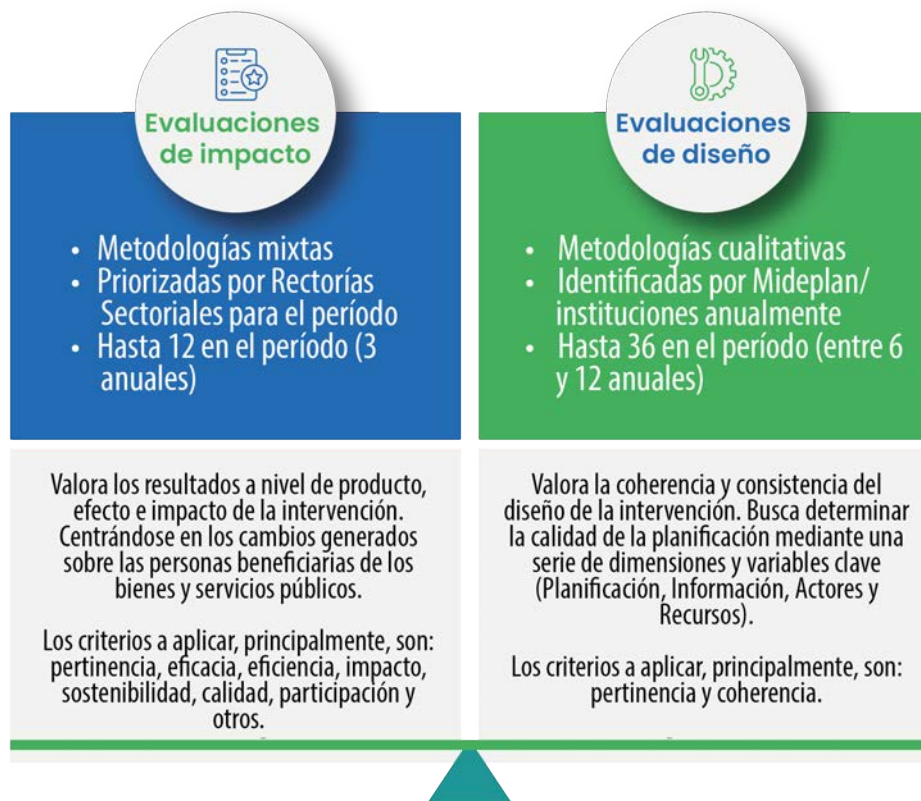 Evaluaciones
de impacto
• Metodologías mixtas
• Priorizadas por Rectorías
Sectoriales para el período
• Hasta 12 en el período (3
anuales)
Valora los resultados a nivel de producto,
efecto e impacto de la intervención.
Centrándose en los cambios generados
sobre las personas beneficiarias de los
bienes y servicios públicos.
Los criterios a aplicar, principalmente, son:
pertinencia, eficacia, eficiencia, impacto,
sostenibilidad, calidad, participación y
otros.
Evaluaciones
de diseño
• Metodologías cualitativas
• Identificadas por Mideplan/
instituciones anualmente
• Hasta 36 en el período (entre 6
y 12 anuales)
Valora la coherencia y consistencia del
diseño de la intervención. Busca determinar
la calidad de la planificación mediante una
serie de dimensiones y variables clave
(Planificación, Información, Actores y
Recursos).
Los criterios a aplicar, principalmente, son:
pertinencia y coherencia.